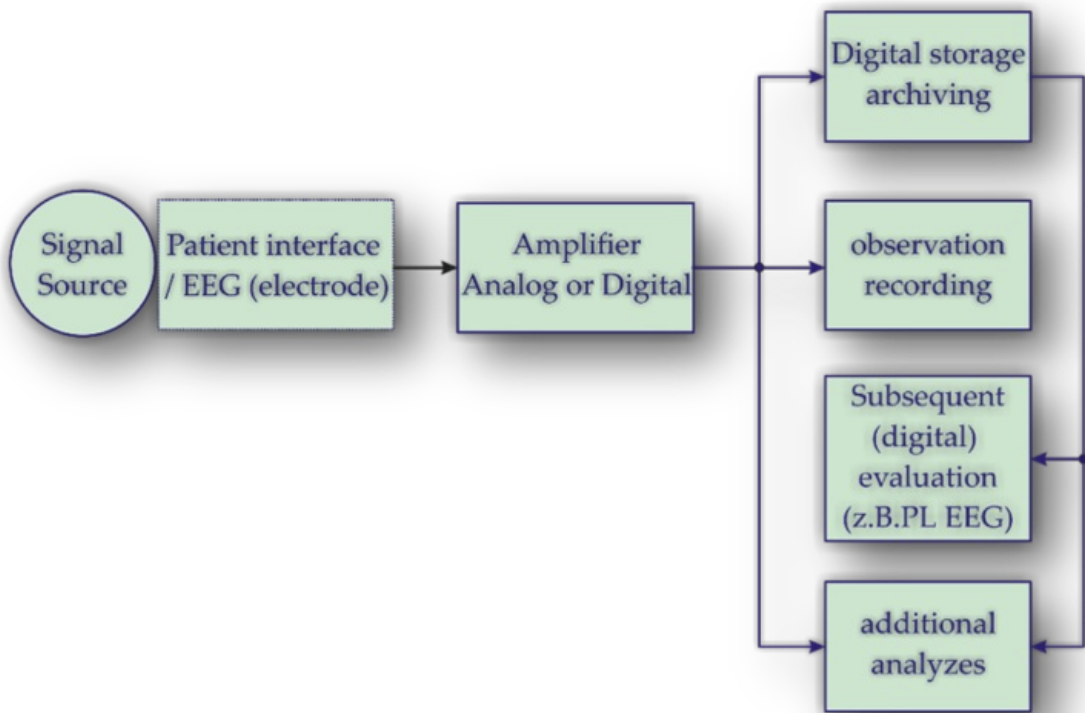 Signal
Source
Patient interface
/ EEG (electrode)
Amplifier
Analog or Digital
Digital storage
archiving
observation
recording
Subsequent
(digital)
evaluation
(z.B.PL EEG)
additional
analyzes